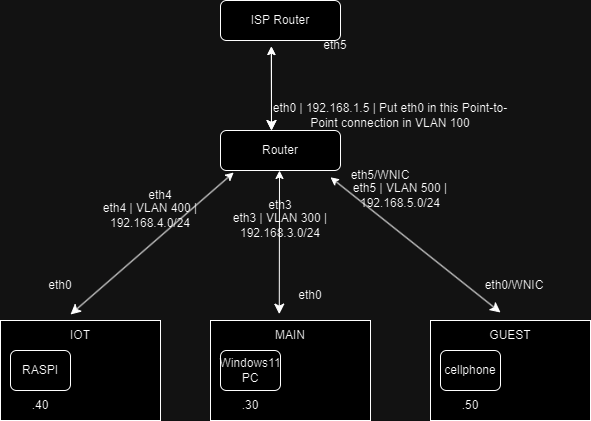 ISP Router
eth5
eth0 | 192.168.1.5 | Put eth0 in this Point-to-
Point connection in VLAN 100
Router
eth4
eth4 | VLAN 400 |
192.168.4.0/24
eth3
eth3 | VLAN 300 |
192.168.3.0/24
eth5/WNIC
eth5 | VLAN 500 |
192.168.5.0/24
eth0
eth0
eth0/WNIC
IOT
RASPI
.40
MAIN
Windows11
PC
.30
GUEST
cellphone
.50